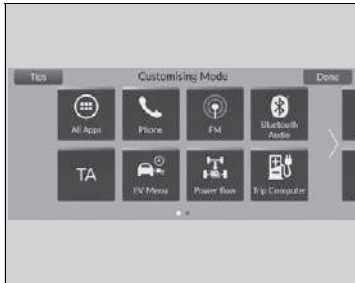 Tips Customising Mode Done
All Apps Phone FM Bluetooth Audio
TA EV Menu Power flow Trip Computer